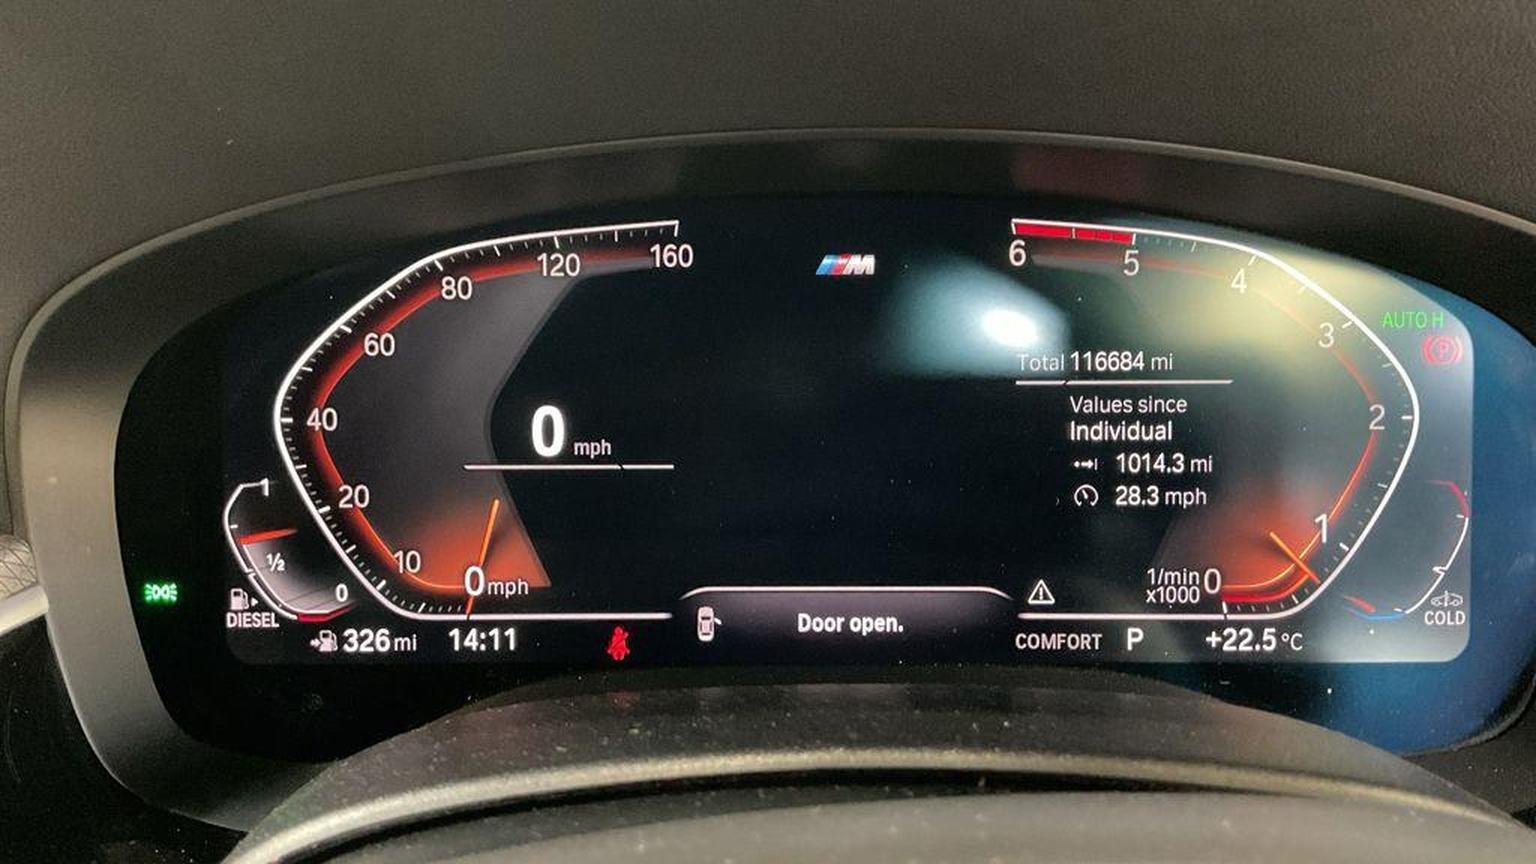 160
120
80
60
40
20
10
0 mph
0 mph
1
½
0
DIESEL
326 mi
14:11
M
Door open.
6
5
4
3
2
1
0
1/min
x1000
AUTO H
(P)
Total 116684 mi
Values since
Individual
1014.3 mi
28.3 mph
COMFORT P
+22.5 °C
COLD